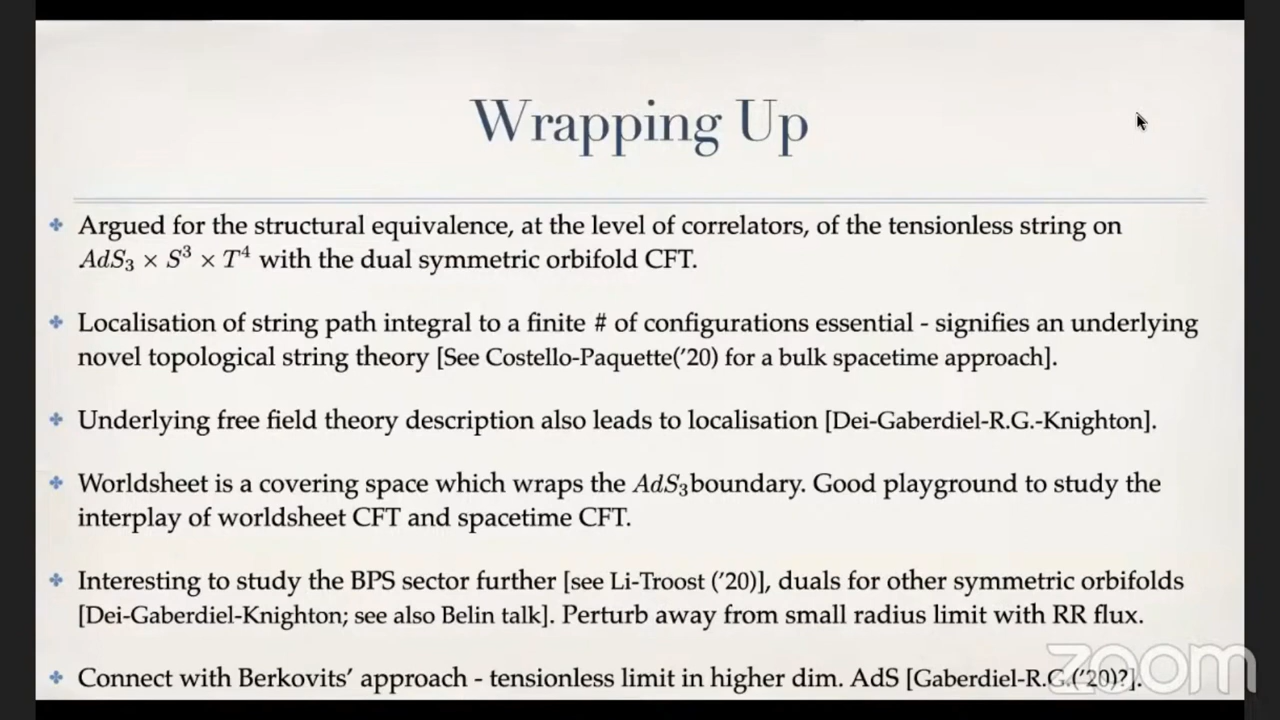 Wrapping Up
Argued for the structural equivalence, at the level of correlators, of the tensionless string on
AdS₃ × S³ × T⁴ with the dual symmetric orbifold CFT.
Localisation of string path integral to a finite # of configurations essential - signifies an underlying
novel topological string theory [See Costello-Paquette('20) for a bulk spacetime approach].
Underlying free field theory description also leads to localisation [Dei-Gaberdiel-R.G.-Knighton].
Worksheet is a covering space which wraps the AdS₃boundary. Good playground to study the
interplay of worldsheet CFT and spacetime CFT.
Interesting to study the BPS sector further [see Li-Troost ('20)], duals for other symmetric orbifolds
[Dei-Gaberdiel-Knighton; see also Belin talk]. Perturb away from small radius limit with RR flux.
Connect with Berkovits' approach - tensionless limit in higher dim. AdS [Gaberdiel-R.G.('20)?].
zoom